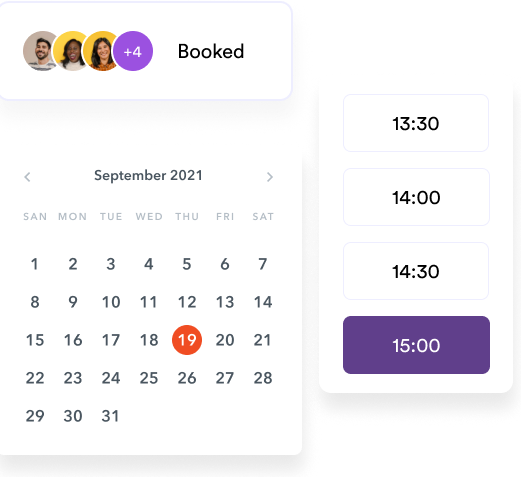 +4 Booked
September 2021
SAN MON TUE WED THU FRI SAT
1 2 3 4 5 6 7
8 9 10 11 12 13 14
15 16 17 18 19 20 21
22 23 24 25 26 27 28
29 30 31
13:30
14:00
14:30
15:00